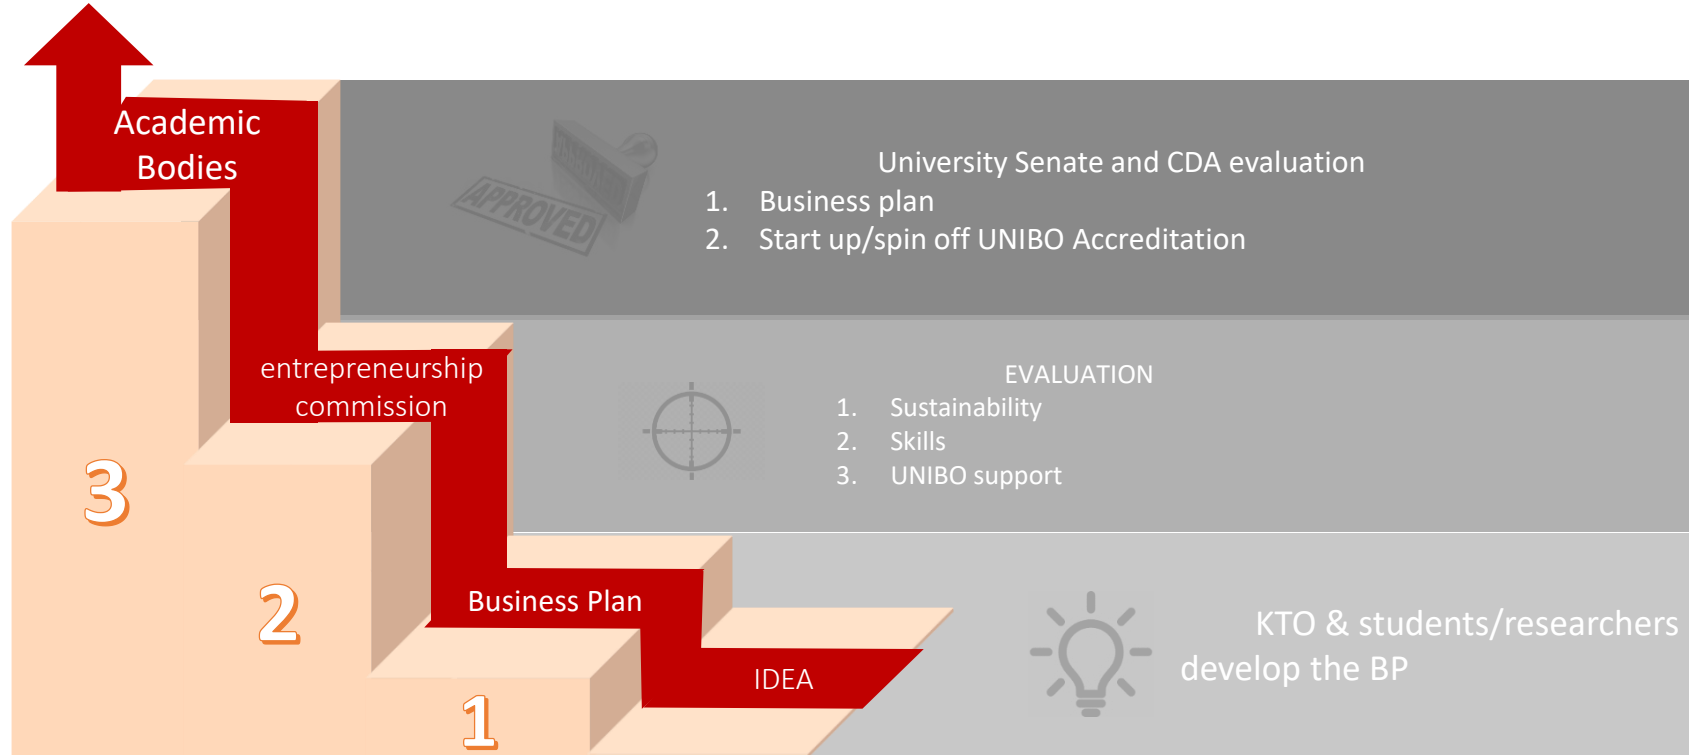 Academic
Bodies
University Senate and CDA evaluation
1. Business plan
2. Start up/spin off UNIBO Accreditation
APPROVED
entrepreneurship
commission
EVALUATION
1. Sustainability
2. Skills
3. UNIBO support
3
2
Business Plan
1
IDEA
KTO & students/researchers
develop the BP